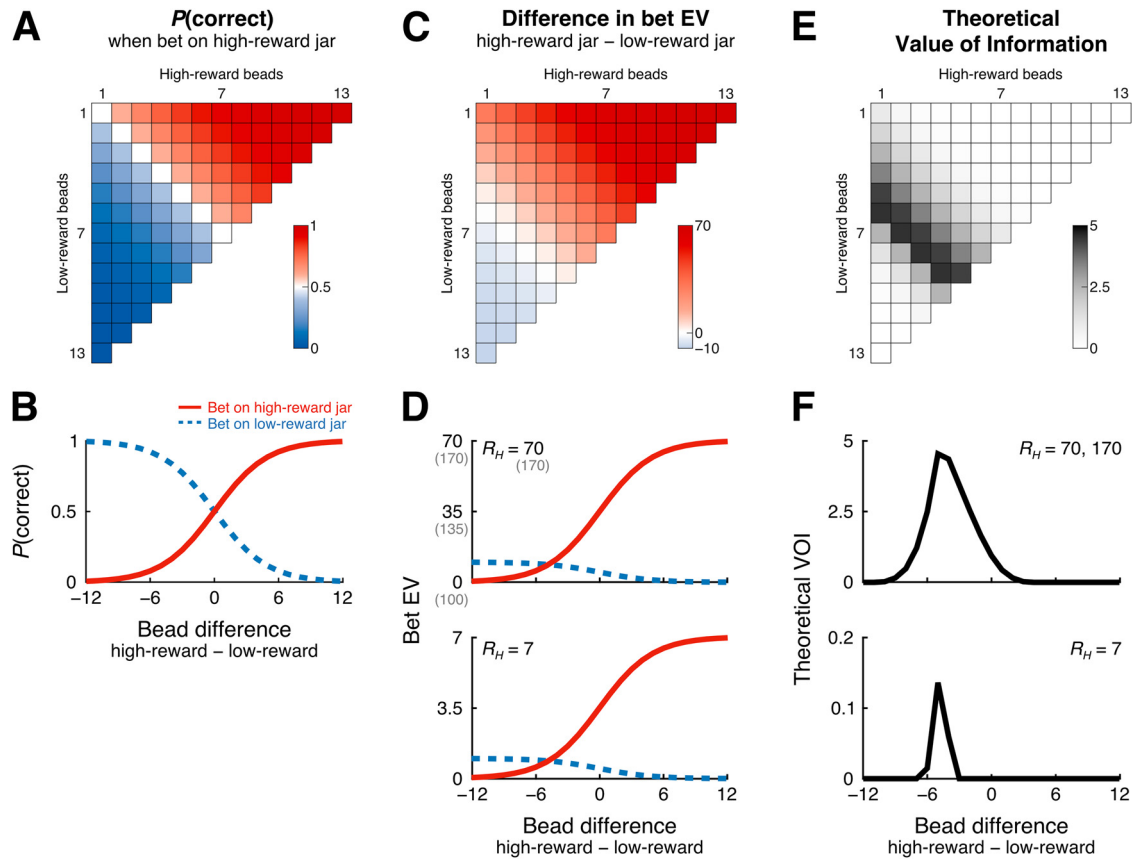 A
P(correct)
when bet on high-reward jar
High-reward beads
1 7 13
1
7
13
Low-reward beads
1
0.5
0
C
Difference in bet EV
high-reward jar − low-reward jar
High-reward beads
1 7 13
1
7
13
Low-reward beads
70
0
−10
E
Theoretical
Value of Information
High-reward beads
1 7 13
1
7
13
Low-reward beads
5
2.5
0
B
Bet on high-reward jar
Bet on low-reward jar
P(correct)
1
0.5
0
−12 −6 0 6 12
Bead difference
high-reward − low-reward
D
Bet EV
70
(170)
RH = 70
(170)
35
(135)
0
(100)
7
RH = 7
3.5
0
−12 −6 0 6 12
Bead difference
high-reward − low-reward
F
Theoretical VOI
5
RH = 70, 170
2.5
0
0.2
RH = 7
0.1
0
−12 −6 0 6 12
Bead difference
high-reward − low-reward